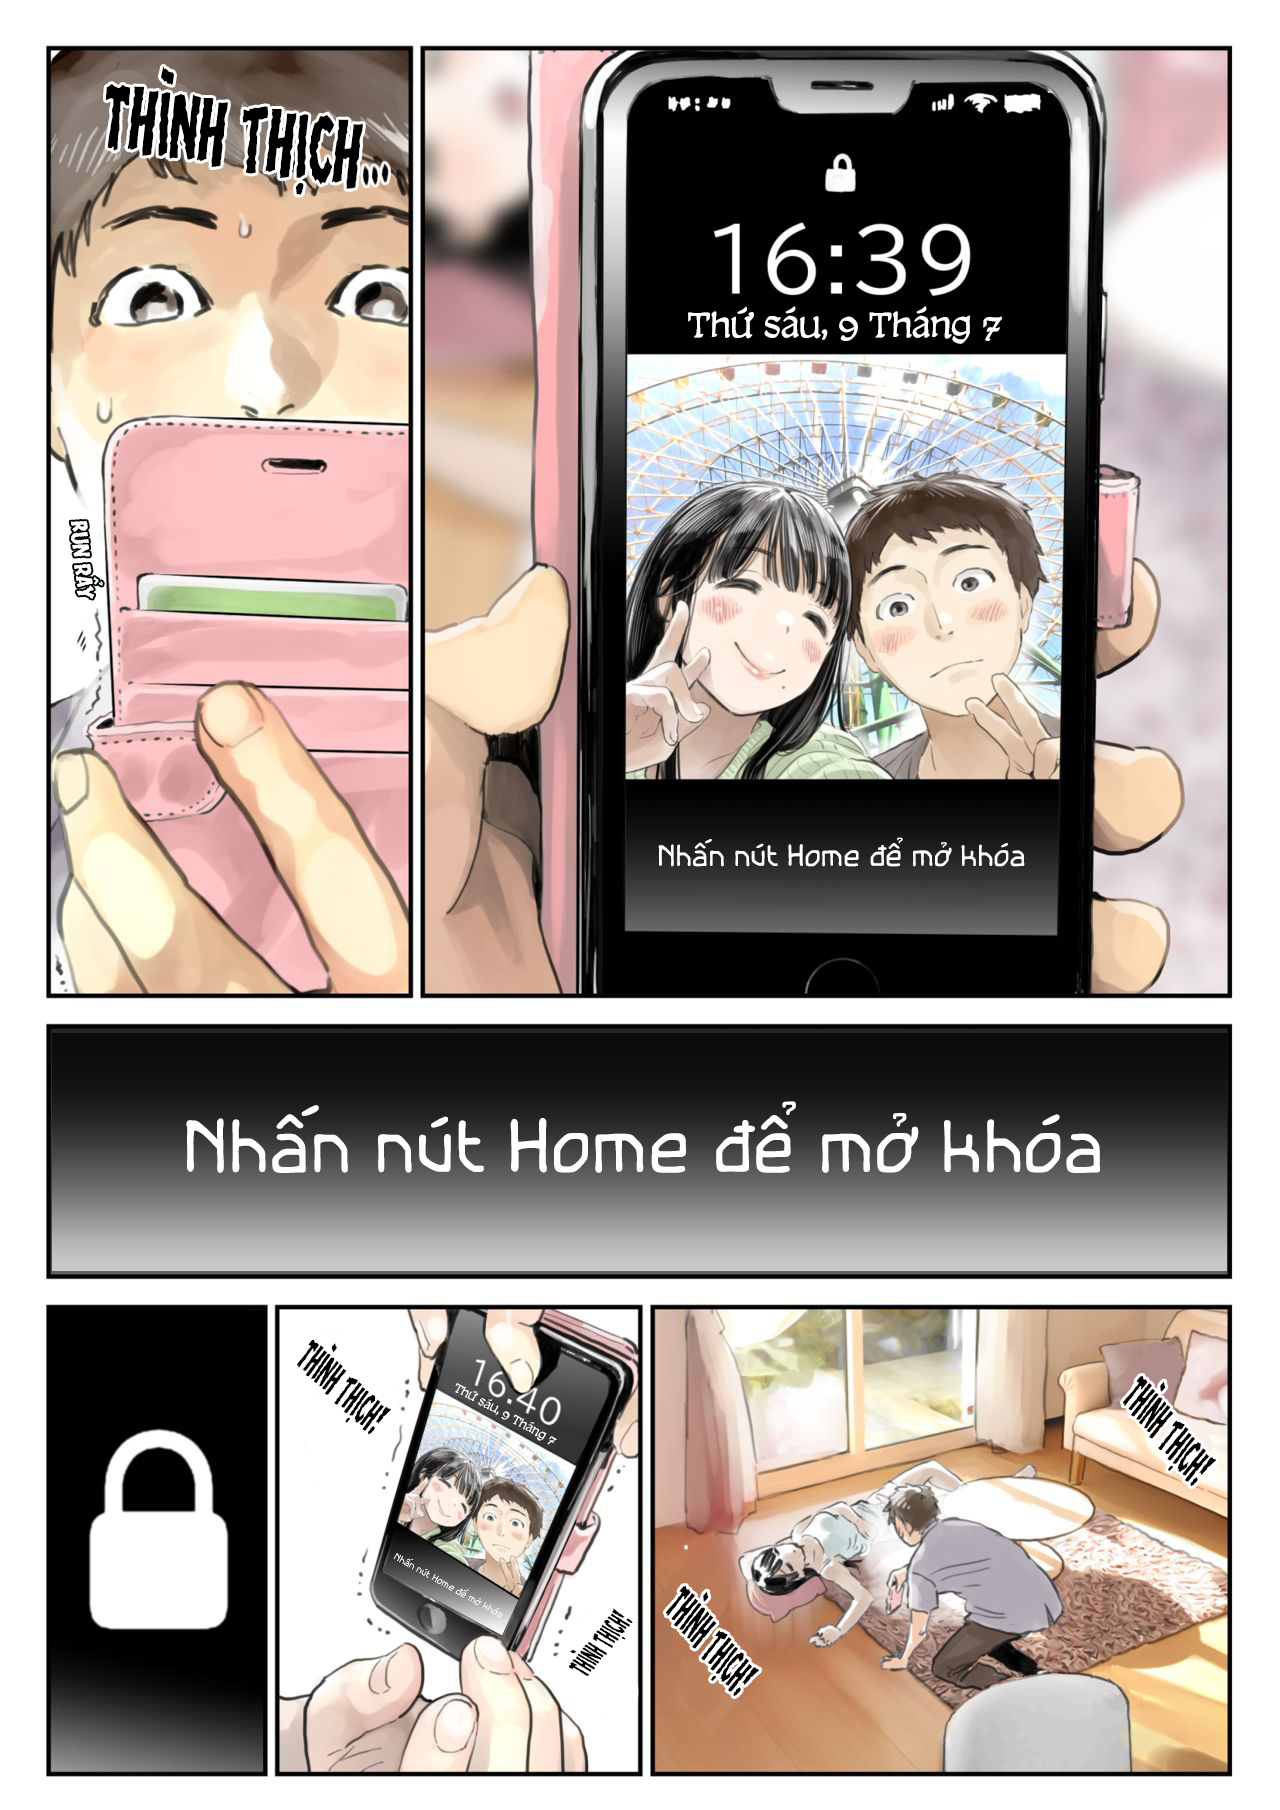 THÌNH THỊCH...
RUN RẨY
16:39
Thứ sáu, 9 Tháng 7
Nhấn nút Home để mở khóa
Nhấn nút Home để mở khóa
THÌNH THỊCH!
16:40
Thứ sáu, 9 Tháng 7
Nhấn nút Home để mở khóa
THÌNH THỊCH!
THÌNH THỊCH!
THÌNH THỊCH!